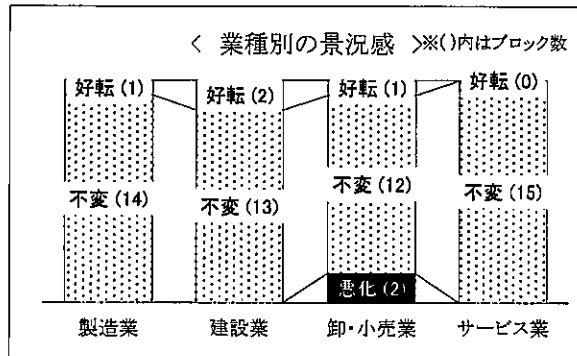 < 業種別の景況感 >※()内はブロック数
好転(1) 好転(2) 好転(1) 好転(0)
不変(14) 不変(13) 不変(12) 不変(15)
悪化(2)
製造業 建設業 卸・小売業 サービス業